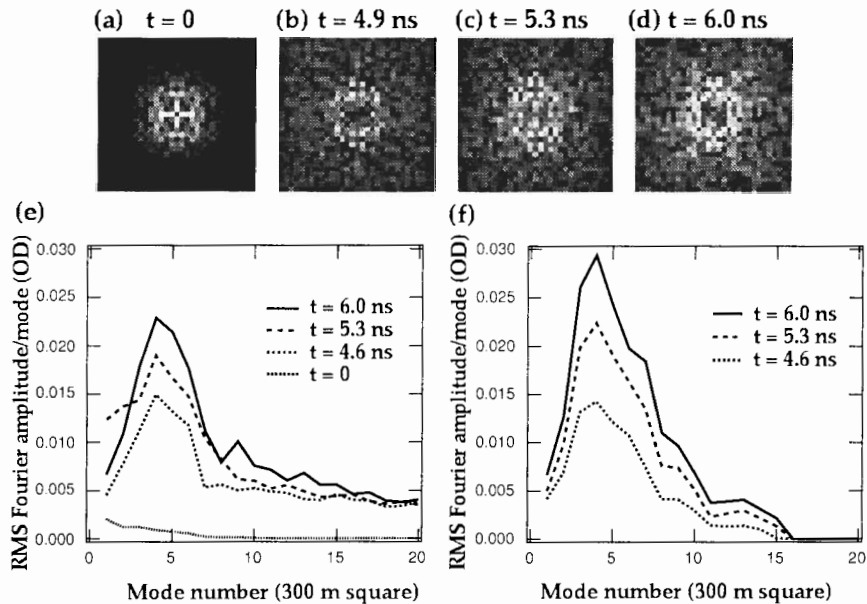 (a) t = 0
(b) t = 4.9 ns
(c) t = 5.3 ns
(d) t = 6.0 ns
(e)
RMS Fourier amplitude/mode (OD)
0.030
0.025
0.020
0.015
0.010
0.005
0.000
t = 6.0 ns
t = 5.3 ns
t = 4.6 ns
t = 0
0 5 10 15 20
Mode number (300 m square)
(f)
RMS Fourier amplitude/mode (OD)
0.030
0.025
0.020
0.015
0.010
0.005
0.000
t = 6.0 ns
t = 5.3 ns
t = 4.6 ns
0 5 10 15 20
Mode number (300 m square)